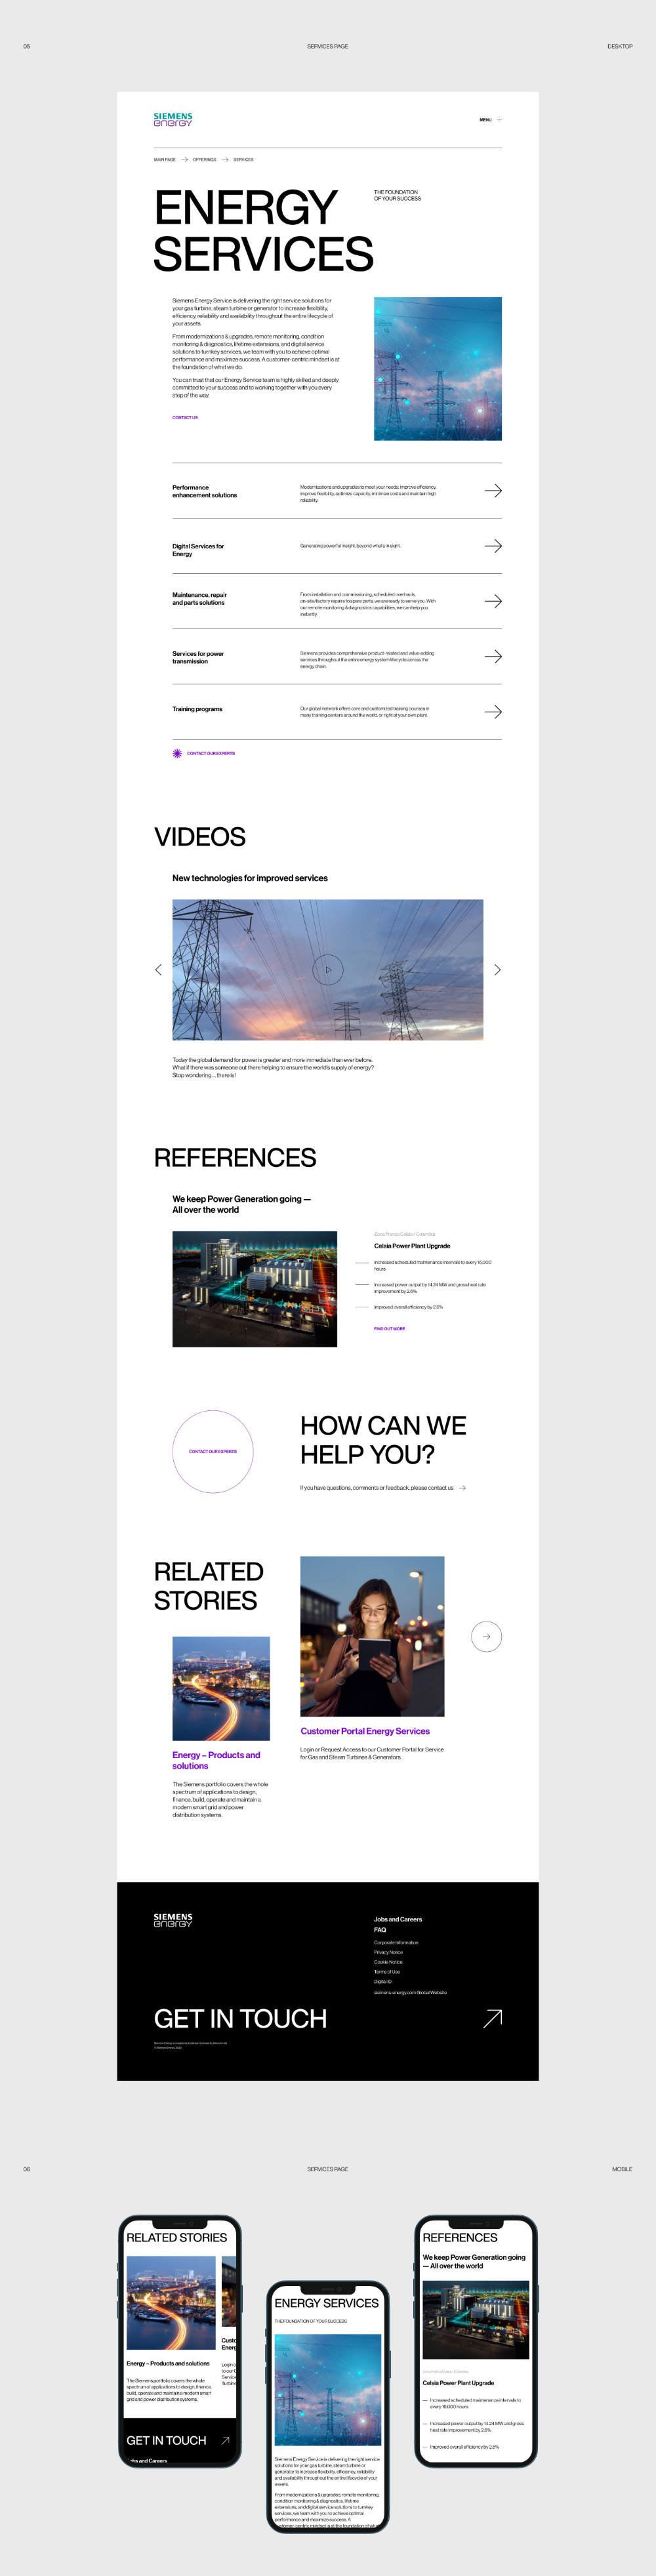 05
SERVICES PAGE
DESKTOP
SIEMENS
energy
MENU
MAIN PAGE
OFFERINGS
SERVICES
ENERGY
SERVICES
THE FOUNDATION
OF YOUR SUCCESS
Siemens Energy Service is delivering the right service solutions for
your gas turbine, steam turbine or generator to increase flexibility,
efficiency, reliability and availability throughout the entire lifecycle of
your assets.
From modernizations & upgrades, remote monitoring, condition
monitoring & diagnostics, lifetime extensions, and digital service
solutions to turnkey services, we team with you to achieve optimal
performance and maximize success. A customer-centric mindset is at
the foundation of what we do.
You can trust that our Energy Service team is highly skilled and deeply
committed to your success and to working together with you every
step of the way.
CONTACT US
Performance
enhancement solutions
Modernizations and upgrades to meet your needs: improve efficiency,
improve flexibility, optimize capacity, minimize costs and maintain high
reliability.
Digital Services for
Energy
Generating powerful insight, beyond what's in sight.
Maintenance, repair
and parts solutions
From installation and commissioning, scheduled overhauls,
on-site/factory repairs to spare parts, we are ready to serve you. With
our remote monitoring & diagnostics capabilities, we can help you
instantly.
Services for power
transmission
Siemens provides comprehensive product-related and value-adding
services throughout the entire energy system lifecycle across the
energy chain.
Training programs
Our global network offers core and customized training courses in
many training centers around the world, or right at your own plant.
CONTACT OUR EXPERTS
VIDEOS
New technologies for improved services
Today the global demand for power is greater and more immediate than ever before.
What if there was someone out there helping to ensure the world's supply of energy?
Stop wondering ... there is!
REFERENCES
We keep Power Generation going —
All over the world
Zona Franca Celsia / Colombia
Celsia Power Plant Upgrade
Increased scheduled maintenance intervals to every 16,000
hours
Increased power output by 14.24 MW and gross heat rate
improvement by 2.6%
Improved overall efficiency by 2.6%
FIND OUT MORE
CONTACT OUR EXPERTS
HOW CAN WE
HELP YOU?
If you have questions, comments or feedback, please contact us
RELATED
STORIES
Customer Portal Energy Services
Login or Request Access to our Customer Portal for Service
for Gas and Steam Turbines & Generators.
Energy – Products and
solutions
The Siemens portfolio covers the whole
spectrum of applications to design,
finance, build, operate and maintain a
modern smart grid and power
distribution systems.
SIEMENS
energy
Jobs and Careers
FAQ
Corporate Information
Privacy Notice
Cookie Notice
Terms of Use
Digital ID
siemens-energy.com Global Website
GET IN TOUCH
06
SERVICES PAGE
MOBILE
RELATED STORIES
Energy – Products and solutions
The Siemens portfolio covers the whole
spectrum of applications to design, finance,
build, operate and maintain a modern smart
grid and power distribution systems.
Custo
Energ
Login o
to our C
Service
Turbine
GET IN TOUCH
Jobs and Careers
ENERGY SERVICES
THE FOUNDATION OF YOUR SUCCESS
Siemens Energy Service is delivering the right service
solutions for your gas turbine, steam turbine or
generator to increase flexibility, efficiency, reliability
and availability throughout the entire lifecycle of your
assets.
From modernizations & upgrades, remote monitoring,
condition monitoring & diagnostics, lifetime
extensions, and digital service solutions to turnkey
services, we team with you to achieve optimal
performance and maximize success. A
customer-centric mindset is at the foundation of what
REFERENCES
We keep Power Generation going
— All over the world
Celsia Power Plant Upgrade
Increased scheduled maintenance intervals to
every 16,000 hours
Increased power output by 14.24 MW and gross
heat rate improvement by 2.6%
Improved overall efficiency by 2.6%